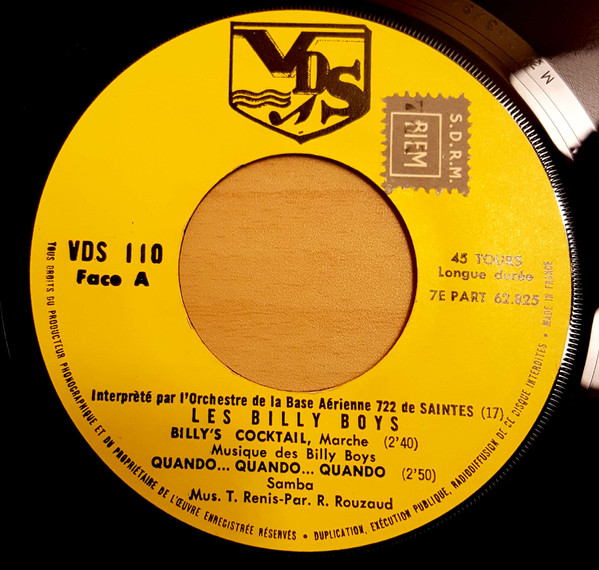 VDS
S.D.R.M.
RIEM
VDS 110
Face A
45 TOURS
Longue durée
7E PART 62.825
Interprèté par l'Orchestre de la Base Aérienne 722 de SAINTES (17)
LES BILLY BOYS
BILLY'S COCKTAIL, Marche (2'40)
Musique des Billy Boys
QUANDO... QUANDO... QUANDO (2'50)
Samba
Mus. T. Renis-Par. R. Rouzaud
TOUS DROITS DU PRODUCTEUR PHONOGRAPHIQUE ET DU PROPRIÉTAIRE DE L'ŒUVRE ENREGISTRÉE RÉSERVÉS • DUPLICATION, EXÉCUTION PUBLIQUE, RADIODIFFUSION DE CE DISQUE INTERDITES • MADE IN FRANCE